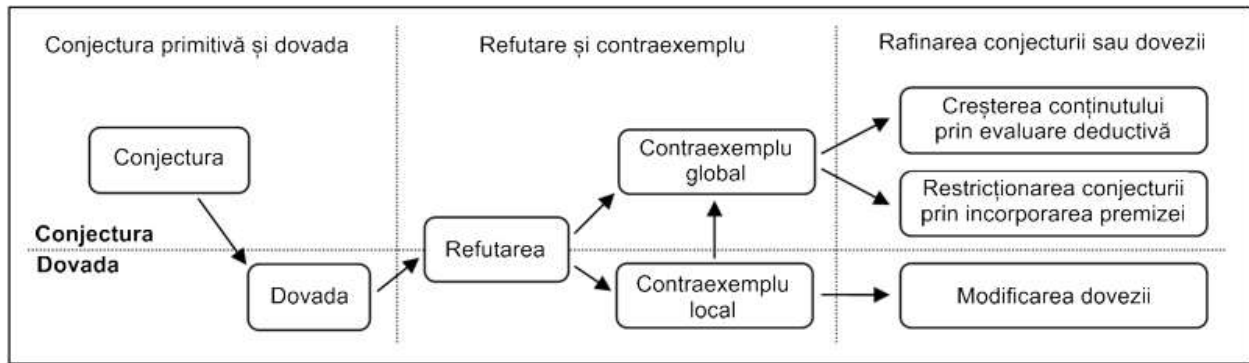 Conjectura primitivă și dovada
Refutare și contraexemplu
Rafinarea conjecturii sau dovezii
Conjectura
Contraexemplu
global
Creșterea conținutului
prin evaluare deductivă
Restricționarea conjecturii
prin incorporarea premizei
Conjectura
Dovada
Refutarea
Dovada
Contraexemplu
local
Modificarea dovezii